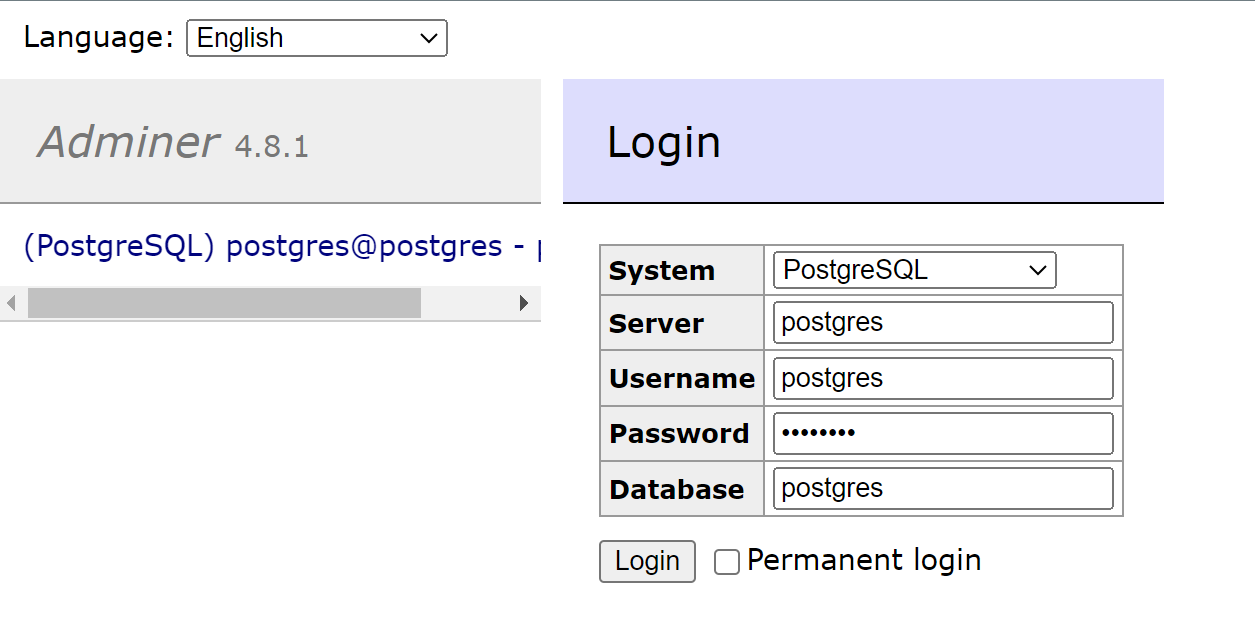 Language: English
Adminer 4.8.1
(PostgreSQL) postgres@postgres -
Login
System PostgreSQL
Server postgres
Username postgres
Password ••••••••
Database postgres
Login Permanent login